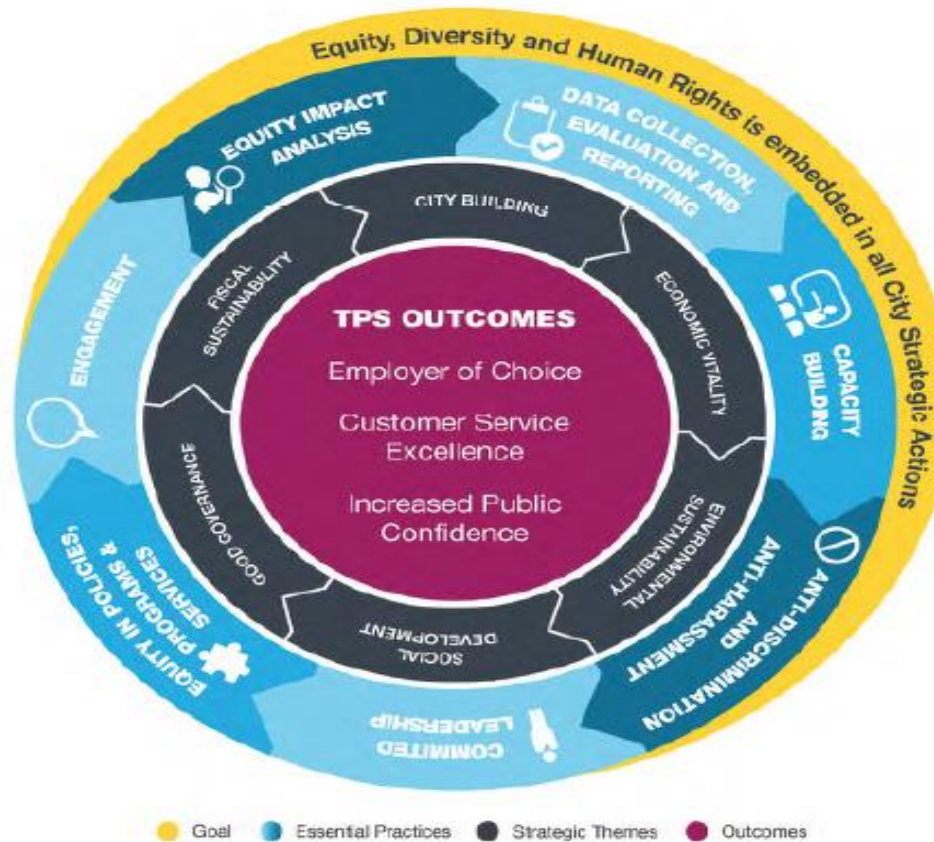 Equity, Diversity and Human Rights is embedded in all City Strategic Actions
EQUITY IMPACT
ANALYSIS
DATA COLLECTION,
EVALUATION AND
REPORTING
CAPACITY
BUILDING
ANTI-DISCRIMINATION
AND
ANTI-HARASSMENT
COMMITED
LEADERSHIP
EQUITY IN POLICIES,
PROGRAMS &
SERVICES
ENGAGEMENT
CITY BUILDING
ECONOMIC VITALITY
ENVIRONMENTAL
SUSTAINABILITY
SOCIAL
DEVELOPMENT
GOOD GOVERNANCE
FISCAL
SUSTAINABILITY
TPS OUTCOMES
Employer of Choice
Customer Service
Excellence
Increased Public
Confidence
Goal
Essential Practices
Strategic Themes
Outcomes